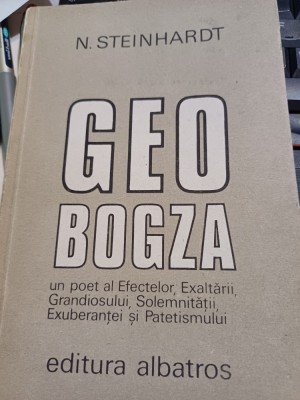 N. STEINHARDT
GEO
BOGZA
un poet al Efectelor, Exaltării,
Grandiosului, Solemnității,
Exuberanței și Patetismului
editura albatros